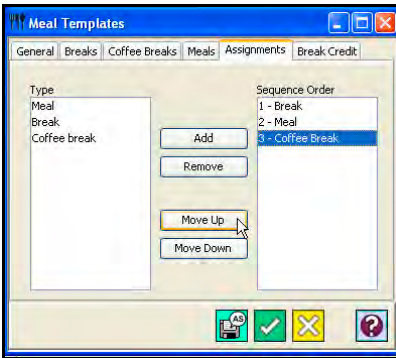 Meal Templates
General Breaks Coffee Breaks Meals Assignments Break Credit
Type
Meal
Break
Coffee break
Add
Remove
Move Up
Move Down
Sequence Order
1 - Break
2 - Meal
3 - Coffee Break
AS
?